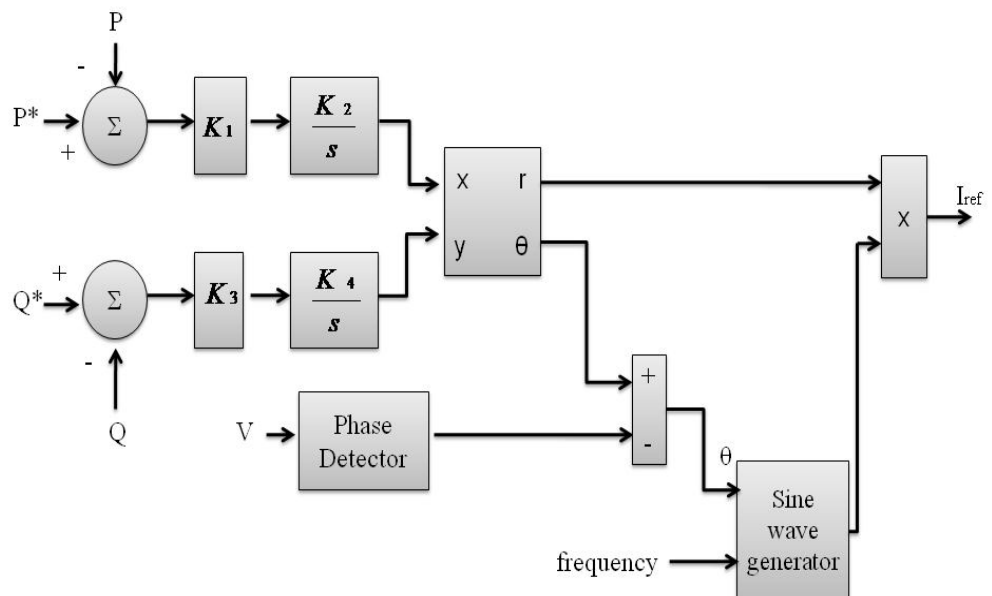 P
-
P*
+
Σ
K1
K2
s
x
r
y
θ
x
Iref
+
Q*
-
Σ
K3
K4
s
Q
V
Phase
Detector
+
-
θ
Sine
wave
generator
frequency